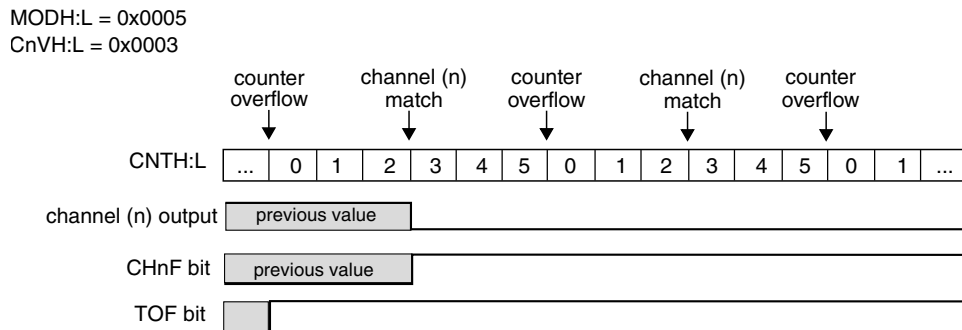 MODH:L = 0x0005
CnVH:L = 0x0003
counter overflow
channel (n) match
counter overflow
channel (n) match
counter overflow
CNTH:L ... 0 1 2 3 4 5 0 1 2 3 4 5 0 1 ...
channel (n) output previous value
CHnF bit previous value
TOF bit